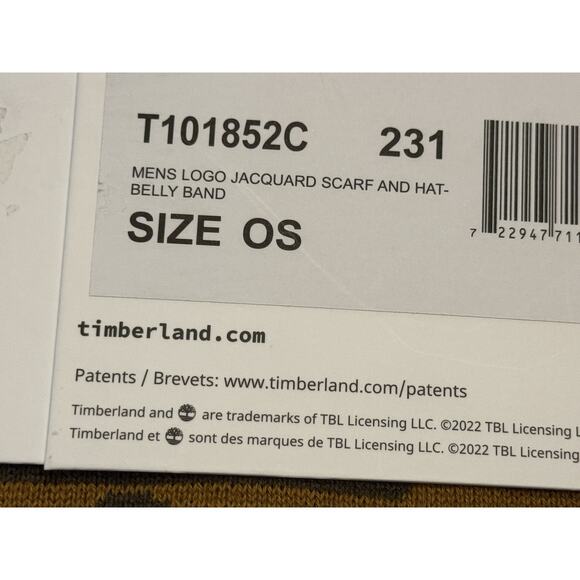 T101852C 231
MENS LOGO JACQUARD SCARF AND HAT-
BELLY BAND
SIZE OS
7 22947 711
timberland.com
Patents / Brevets: www.timberland.com/patents
Timberland and are trademarks of TBL Licensing LLC. ©2022 TBL Licensing
Timberland et sont des marques de TBL Licensing LLC. ©2022 TBL Licensing